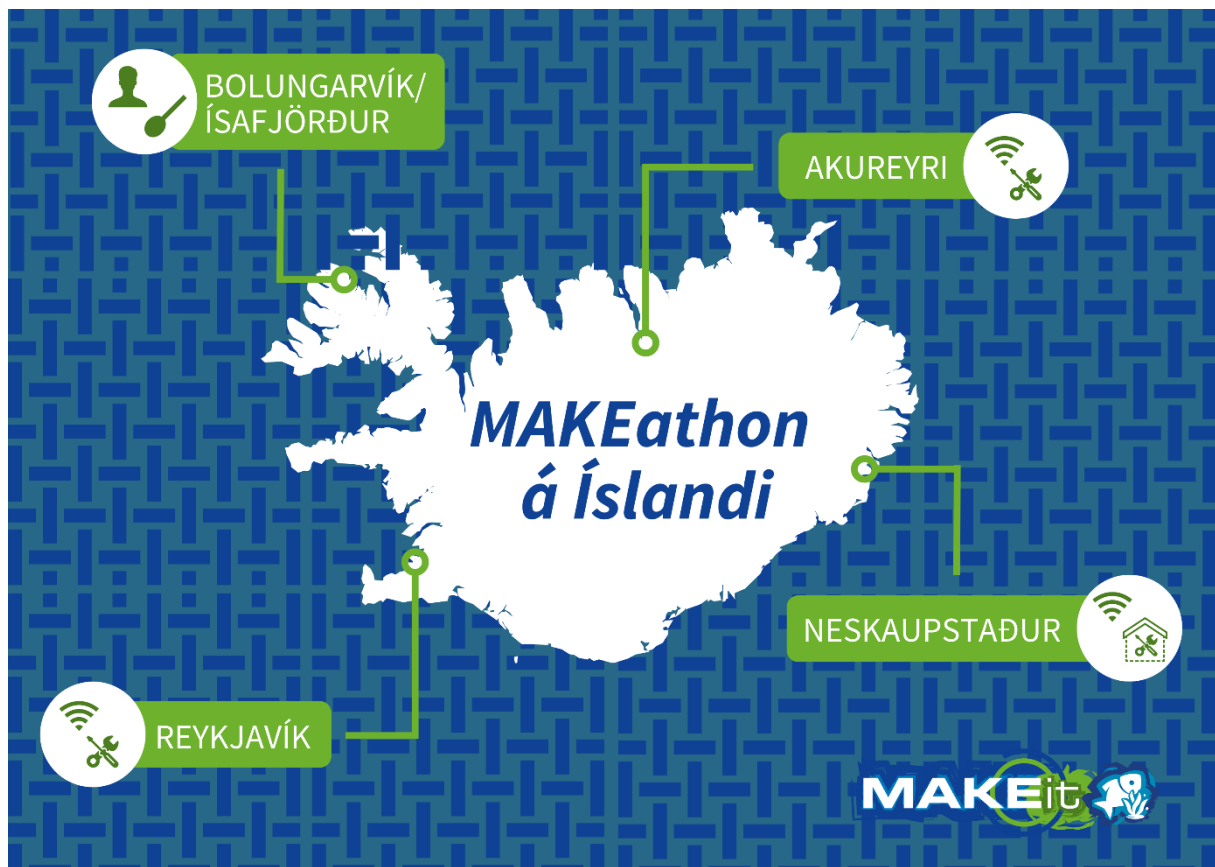 BOLUNGARVÍK/
ÍSAFJÖRÐUR
AKUREYRI
MAKEathon
á Íslandi
NESKAUPSTAÐUR
REYKJAVÍK
MAKEit